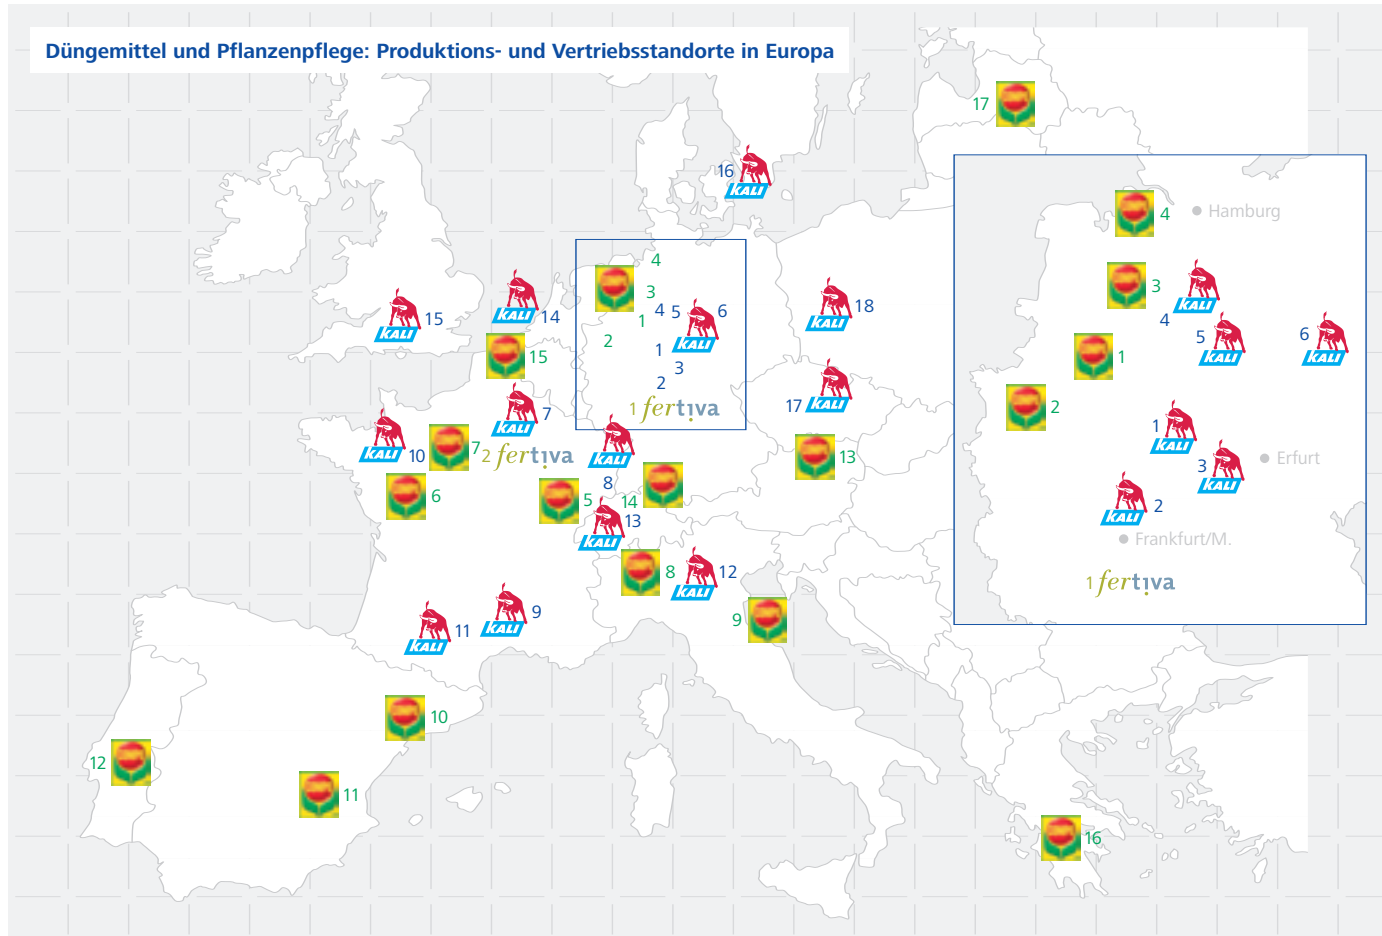 Düngemittel und Pflanzenpflege: Produktions- und Vertriebsstandorte in Europa
17
16 KALI
4 Hamburg
4
3
3
15 KALI
KALI 14
4 5 6
KALI
KALI 18
KALI
4
1
5 KALI
6 KALI
15
2
1
3
2
1
2
17 KALI
KALI 7
1 fertiva
1 KALI
KALI 10
7
2 fertiva
KALI
8
13
3 KALI
Erfurt
6
5
14
KALI 2
13
KALI
Frankfurt/M.
8
KALI 12
1 fertiva
KALI 9
KALI 11
9
10
12
11
16